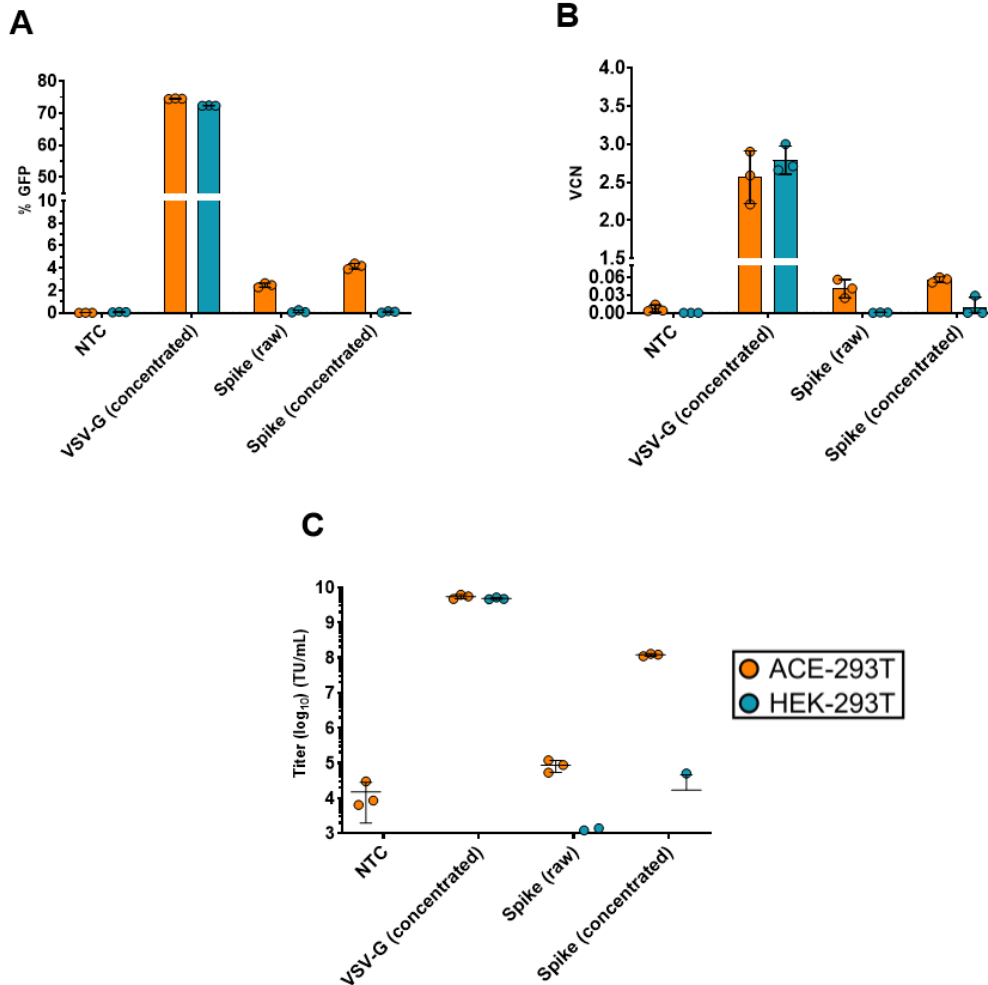 A
B
80
70
60
50
10
8
6
4
2
0
% GFP
NTC
VSV-G (concentrated)
Spike (raw)
Spike (concentrated)
4.0
3.5
3.0
2.5
2.0
1.5
0.06
0.03
0.00
VCN
NTC
VSV-G (concentrated)
Spike (raw)
Spike (concentrated)
C
10
9
8
7
6
5
4
3
Titer (log10) (TU/mL)
NTC
VSV-G (concentrated)
Spike (raw)
Spike (concentrated)
ACE-293T
HEK-293T